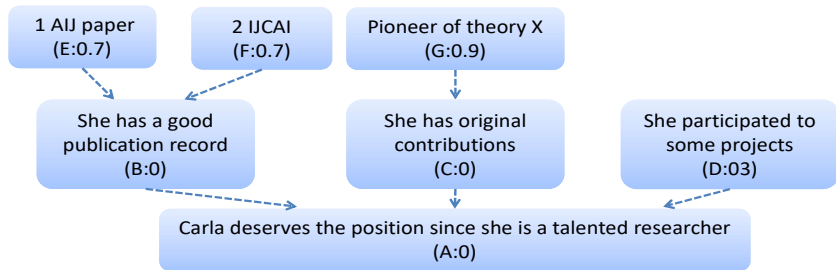 1 AIJ paper
(E:0.7)
2 IJCAI
(F:0.7)
Pioneer of theory X
(G:0.9)
She has a good
publication record
(B:0)
She has original
contributions
(C:0)
She participated to
some projects
(D:03)
Carla deserves the position since she is a talented researcher
(A:0)